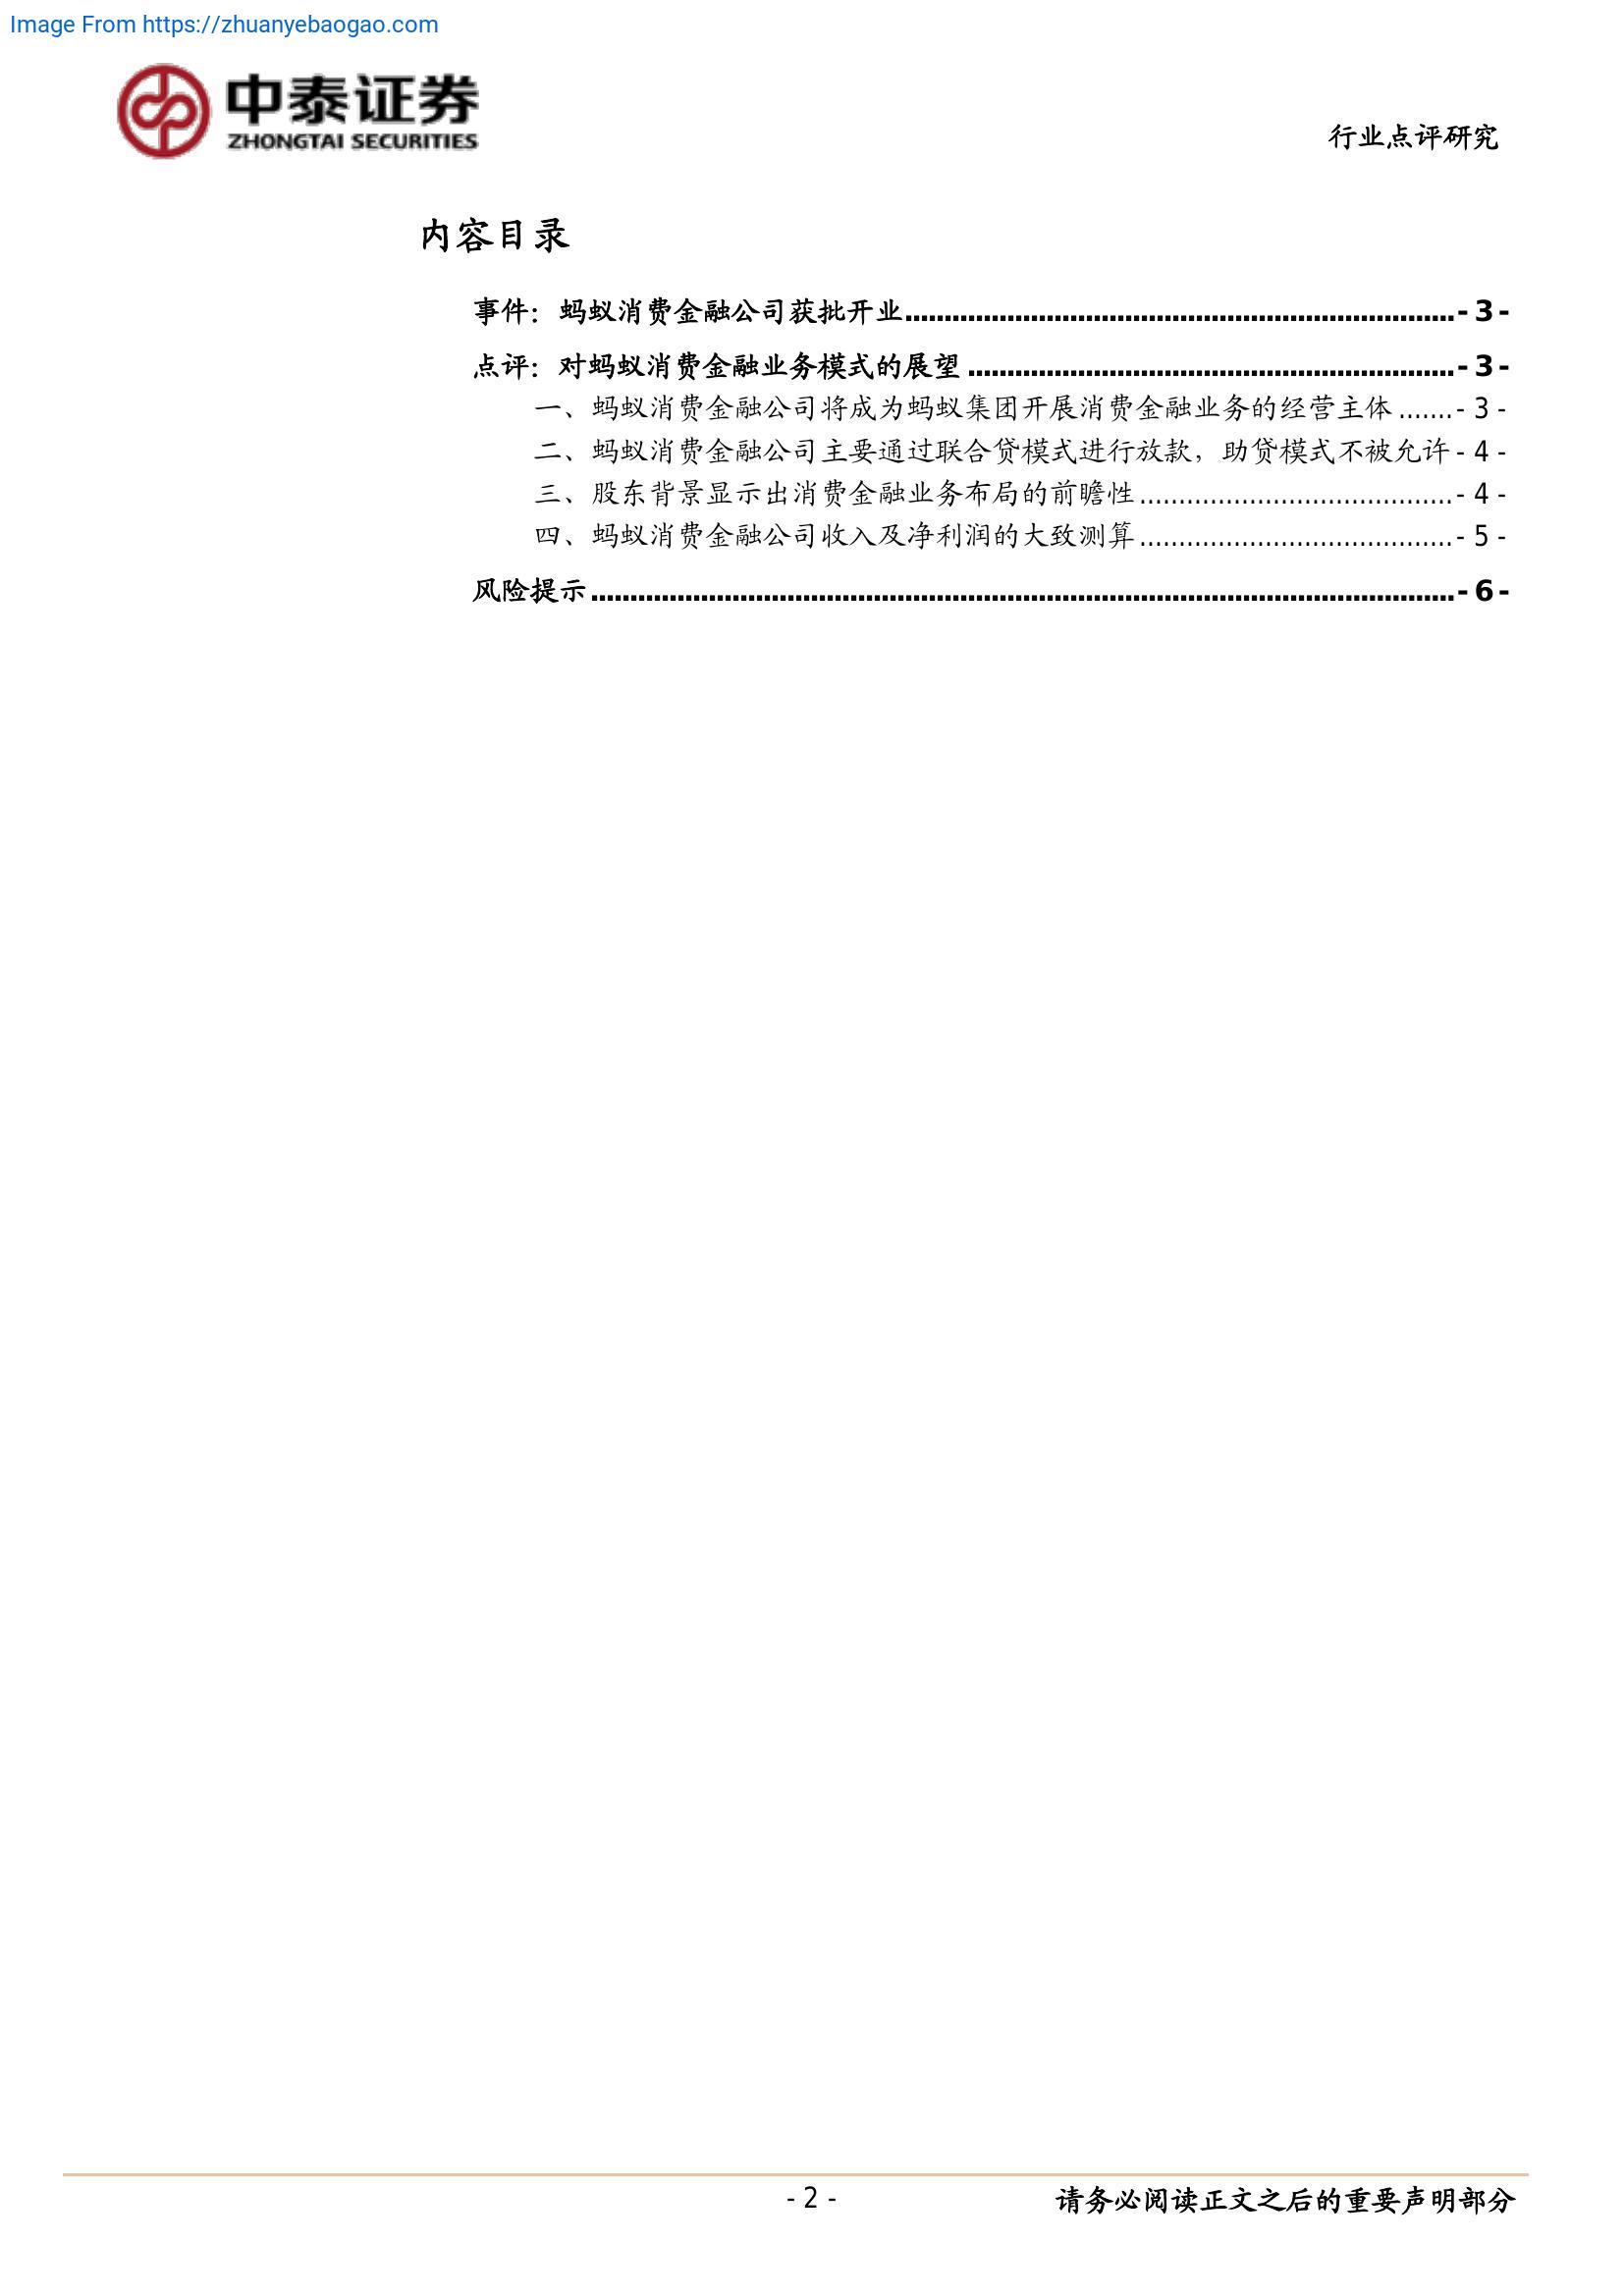 Image From https://zhuanyebaogao.com
中泰证券
ZHONGTAI SECURITIES
行业点评研究
内容目录
事件：蚂蚁消费金融公司获批开业......................................................................- 3 -
点评：对蚂蚁消费金融业务模式的展望..............................................................- 3 -
一、蚂蚁消费金融公司将成为蚂蚁集团开展消费金融业务的经营主体.......- 3 -
二、蚂蚁消费金融公司主要通过联合贷模式进行放款，助贷模式不被允许- 4 -
三、股东背景显示出消费金融业务布局的前瞻性........................................- 4 -
四、蚂蚁消费金融公司收入及净利润的大致测算........................................- 5 -
风险提示..............................................................................................................- 6 -
- 2 -
请务必阅读正文之后的重要声明部分